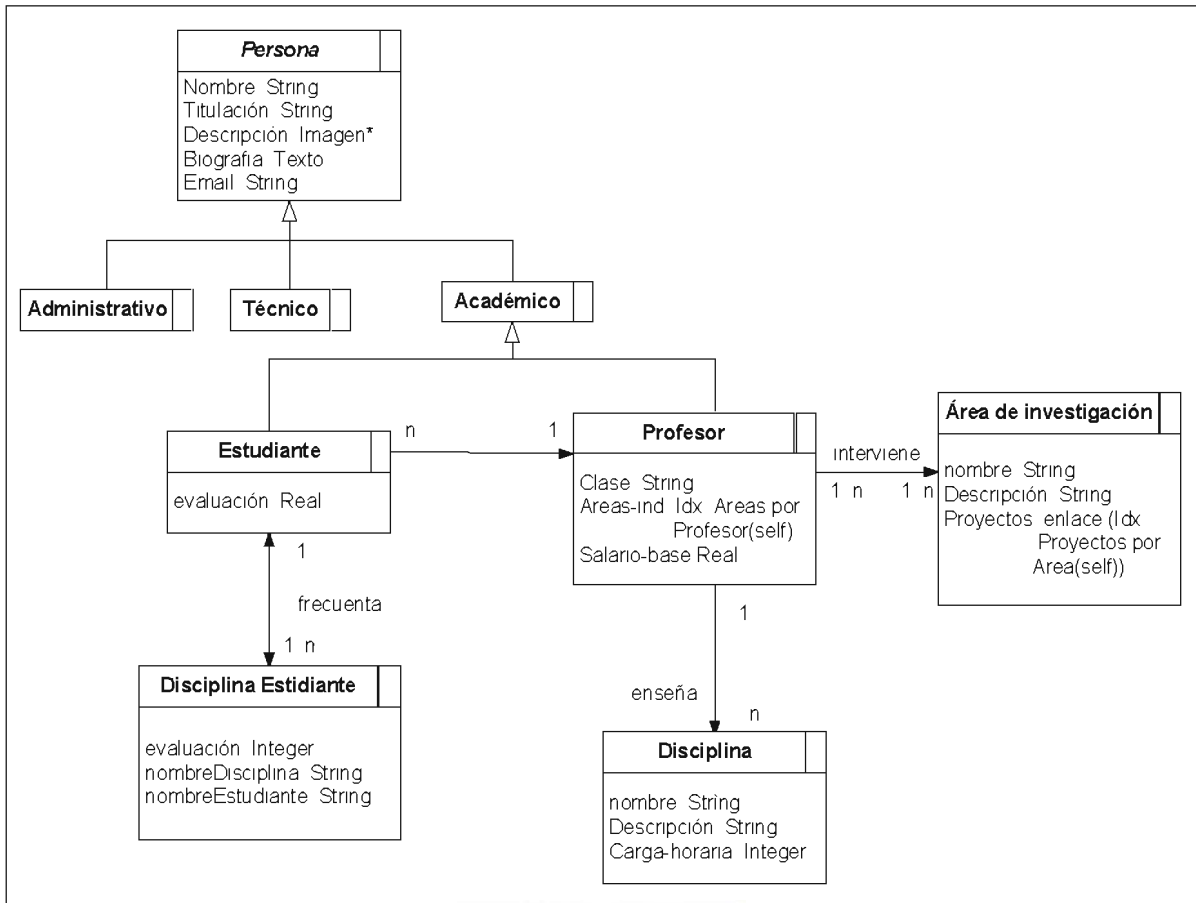 Persona
Nombre String
Titulación String
Descripción Imagen*
Biografia Texto
Email String
Administrativo
Técnico
Académico
Estudiante
evaluación Real
n
1
Profesor
Clase String
Areas-ind Idx Areas por
Profesor(self)
Salario-base Real
interviene
1 n
1 n
Área de investigación
nombre String
Descripción String
Proyectos enlace (Idx
Proyectos por
Area(self))
1
frecuenta
1 n
Disciplina Estidiante
evaluación Integer
nombreDisciplina String
nombreEstudiante String
1
enseña
n
Disciplina
nombre String
Descripción String
Carga-horaria Integer